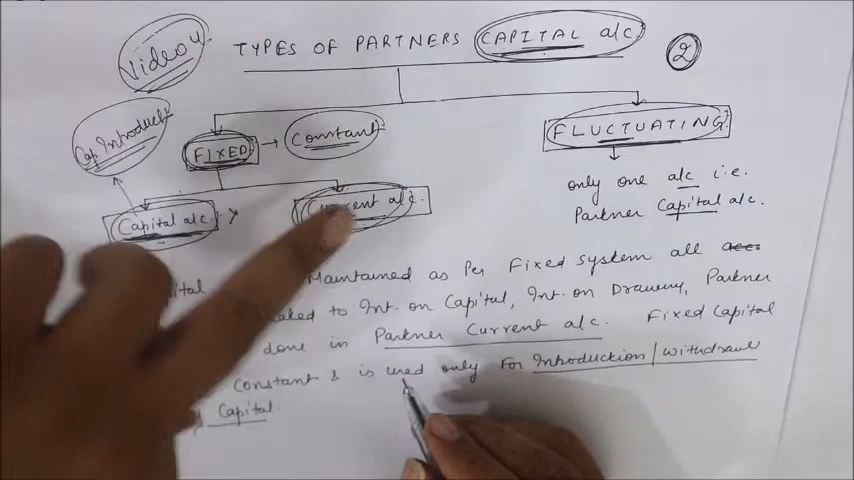 Video 4
TYPES OF PARTNERS CAPITAL a/c.
2
Cap Introduct
FIXED → Constant
FLUCTUATING:
only one a/c i.e.
Partner Capital a/c.
Capital a/c
Current a/c.
Maintained as Per Fixed system all
to Int. on Capital, Int. on Drawing, Partner
done in Partner Current a/c. Fixed Capital
Constant & is used only For Introduction/withdrawl
Capital.